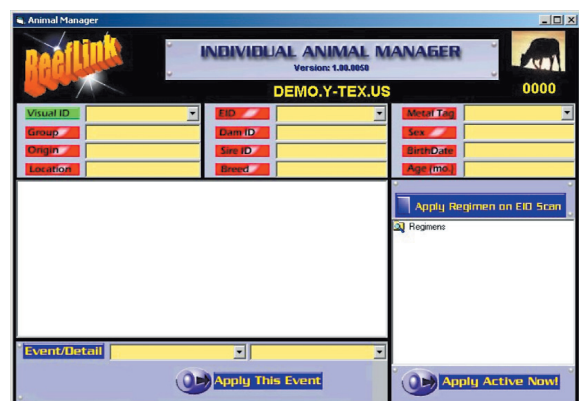 Animal Manager
BeefLink
INDIVIDUAL ANIMAL MANAGER
Version: 1.00.0050
DEMO.Y-TEX.US
0000
Visual ID
EID
Metal Tag
Group
Dam ID
Sex
Origin
Sire ID
BirthDate
Location
Breed
Age (mo.)
Apply Regimen on EID Scan
Regimens
Event/Detail
Apply This Event
Apply Active Now!